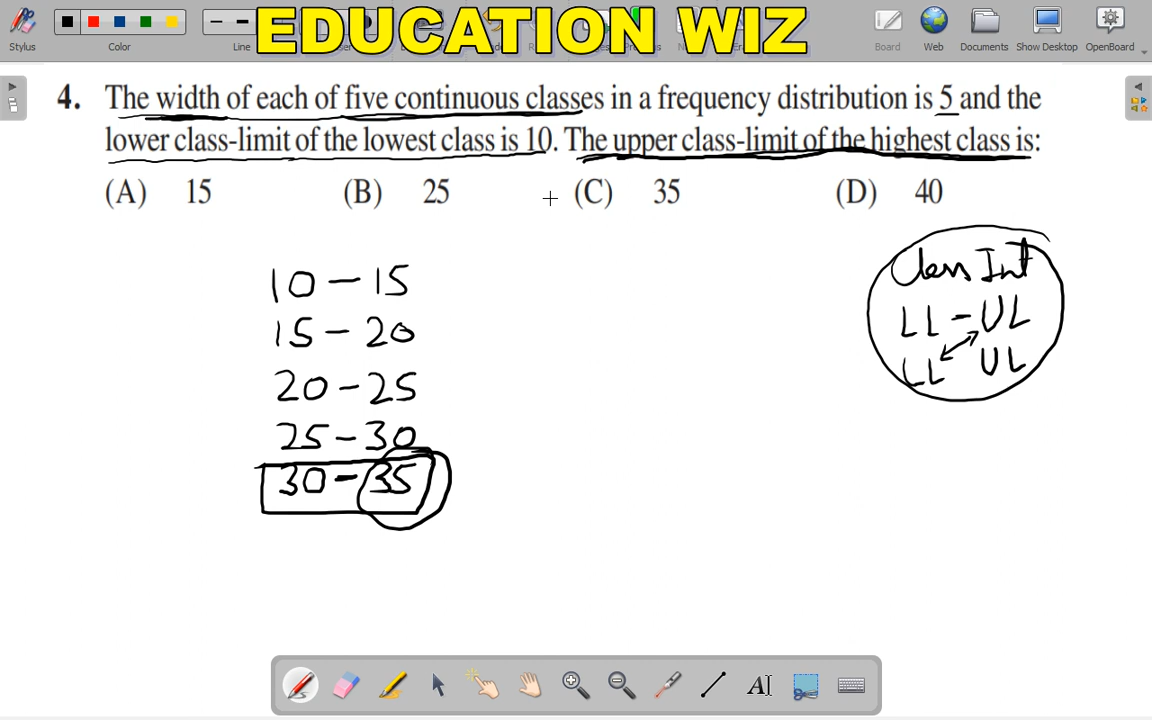 EDUCATION WIZ
Stylus Color Line Board Web Documents Show Desktop OpenBoard
4. The width of each of five continuous classes in a frequency distribution is 5 and the
lower class-limit of the lowest class is 10. The upper class-limit of the highest class is:
(A) 15 (B) 25 (C) 35 (D) 40
Class Int
LL - UL
LL UL
10 - 15
15 - 20
20 - 25
25 - 30
30 - 35